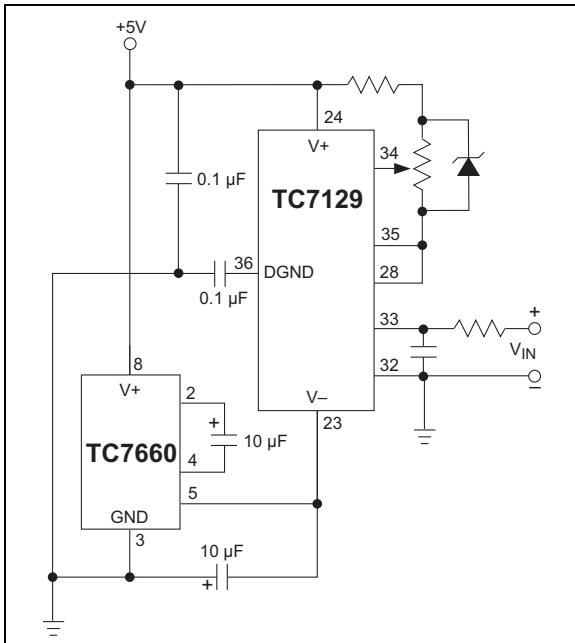 +5V
24
V+
34
TC7129
0.1 µF
35
36
DGND
28
0.1 µF
33
+
VIN
32
–
V–
23
8
V+
2
+
10 µF
TC7660
4
5
GND
3
10 µF
+